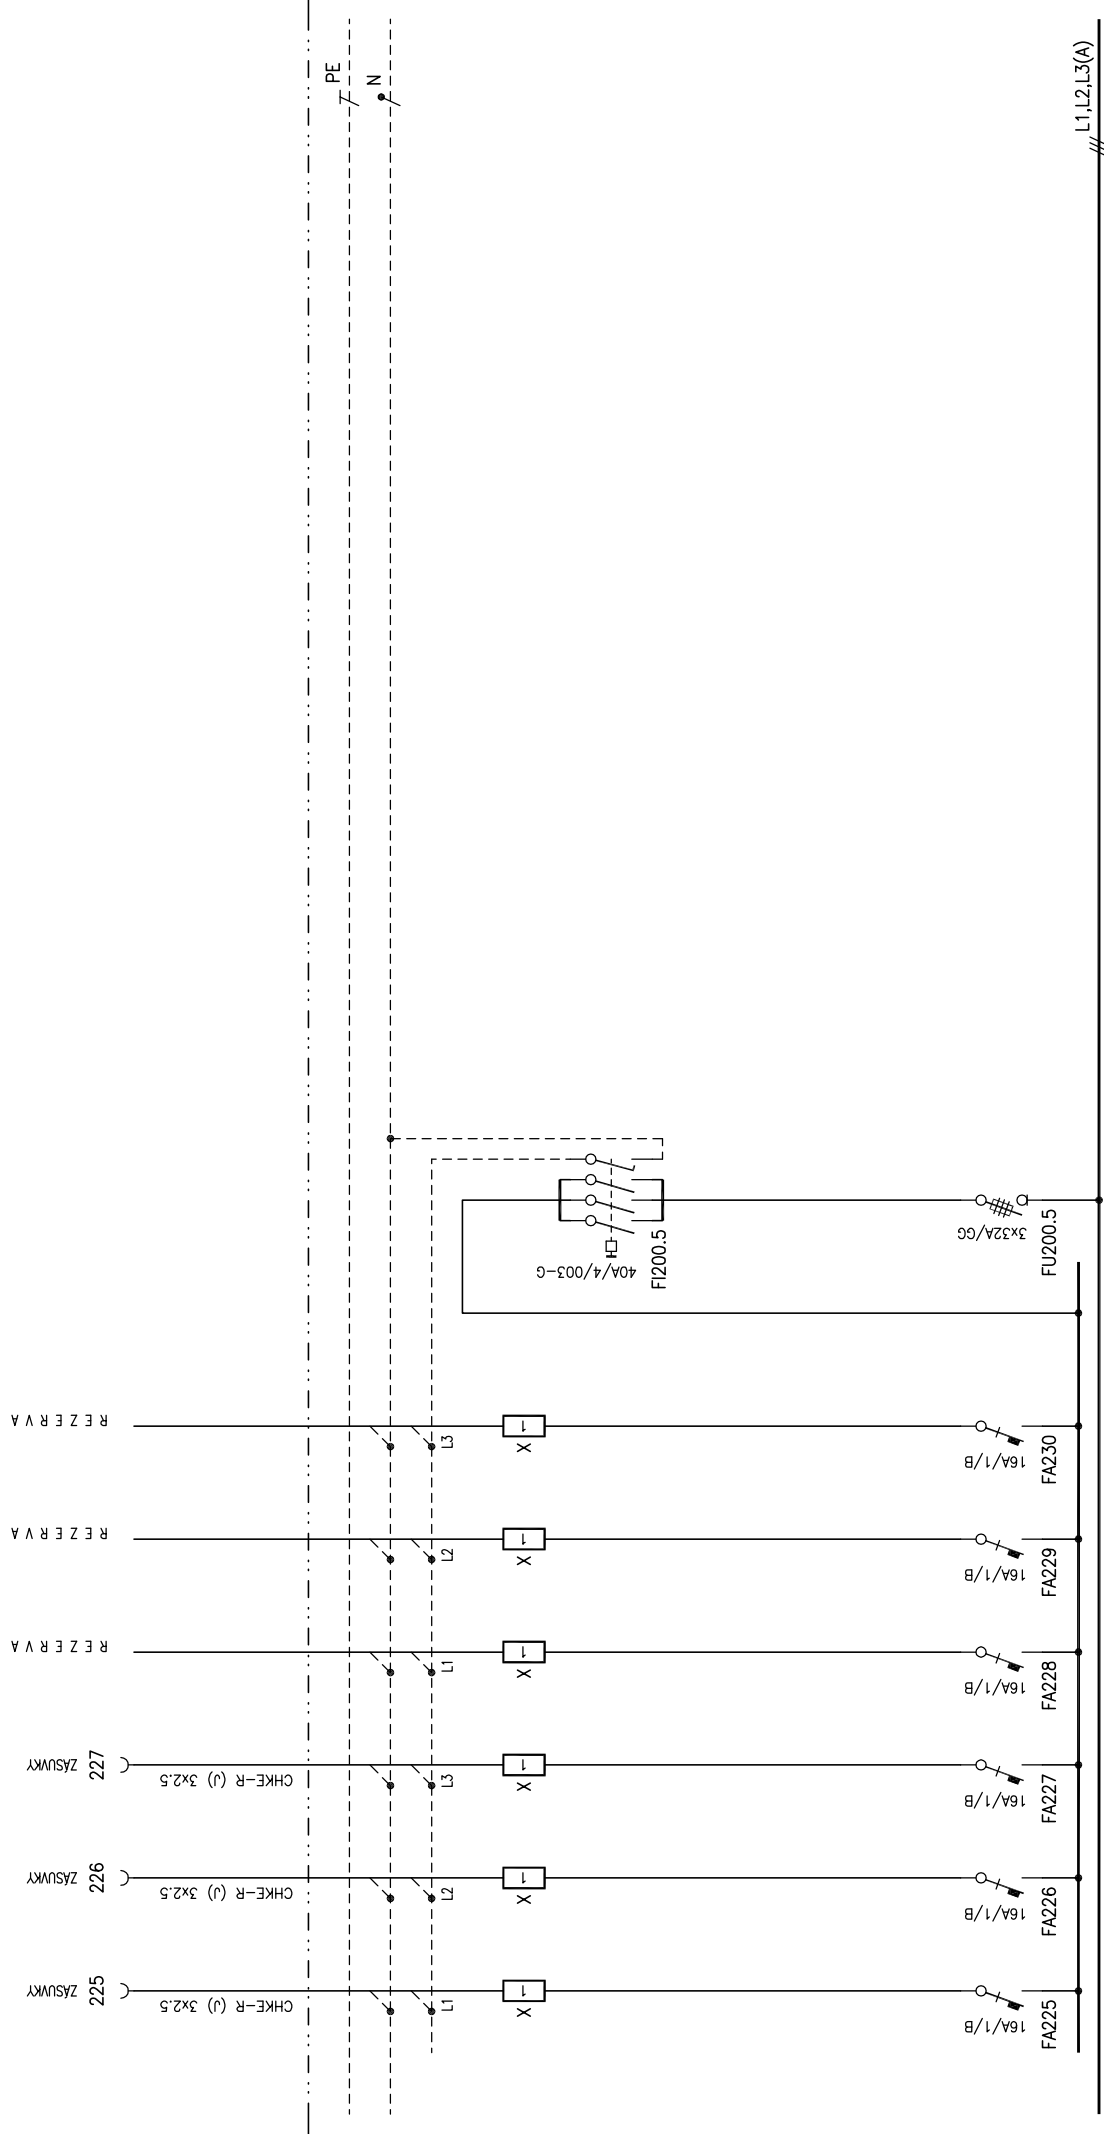 PE
N
L1,L2,L3(A)
3x32A/GG
FU200.5
40A/4/003-G
FI200.5
R E Z E R V A
L3
1
X
16A/1/B
FA230
R E Z E R V A
L2
1
X
16A/1/B
FA229
R E Z E R V A
L1
1
X
16A/1/B
FA228
ZÁSUVKY
227
CHKE-R (J) 3x2.5
L3
1
X
16A/1/B
FA227
ZÁSUVKY
226
CHKE-R (J) 3x2.5
L2
1
X
16A/1/B
FA226
ZÁSUVKY
225
CHKE-R (J) 3x2.5
L1
1
X
16A/1/B
FA225